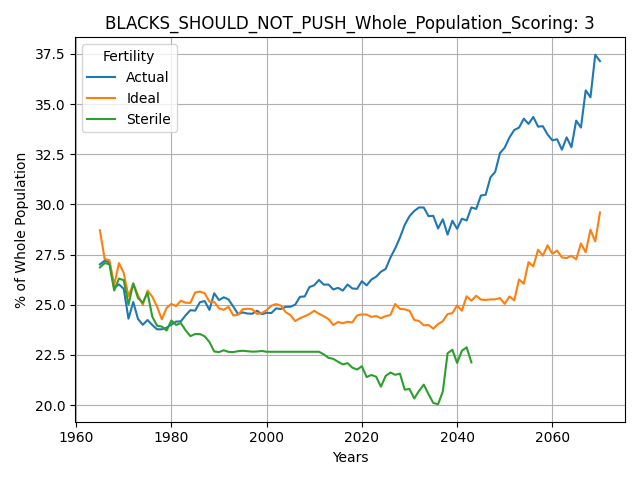 BLACKS_SHOULD_NOT_PUSH_Whole_Population_Scoring: 3
Fertility
Actual
Ideal
Sterile
% of Whole Population
37.5
35.0
32.5
30.0
27.5
25.0
22.5
20.0
1960
1980
2000
2020
2040
2060
Years